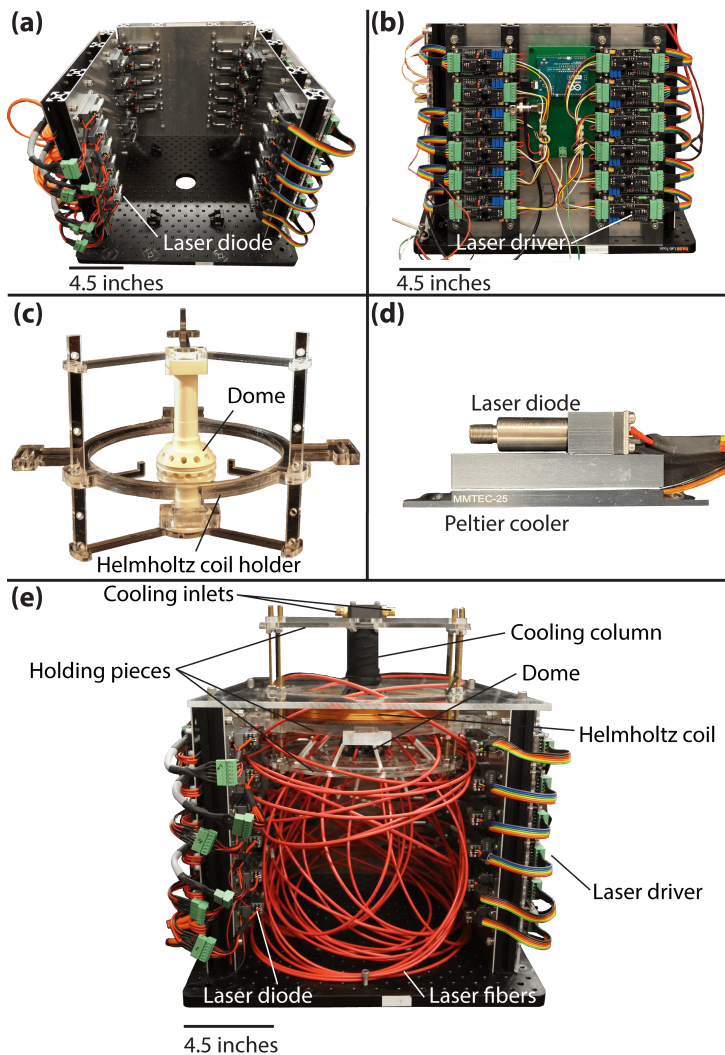 (a)
Laser diode
4.5 inches
(b)
Laser driver
4.5 inches
(c)
Dome
Helmholtz coil holder
(d)
Laser diode
MMTEC-25
Peltier cooler
(e)
Cooling inlets
Cooling column
Holding pieces
Dome
Helmholtz coil
Laser driver
Laser diode
Laser fibers
4.5 inches